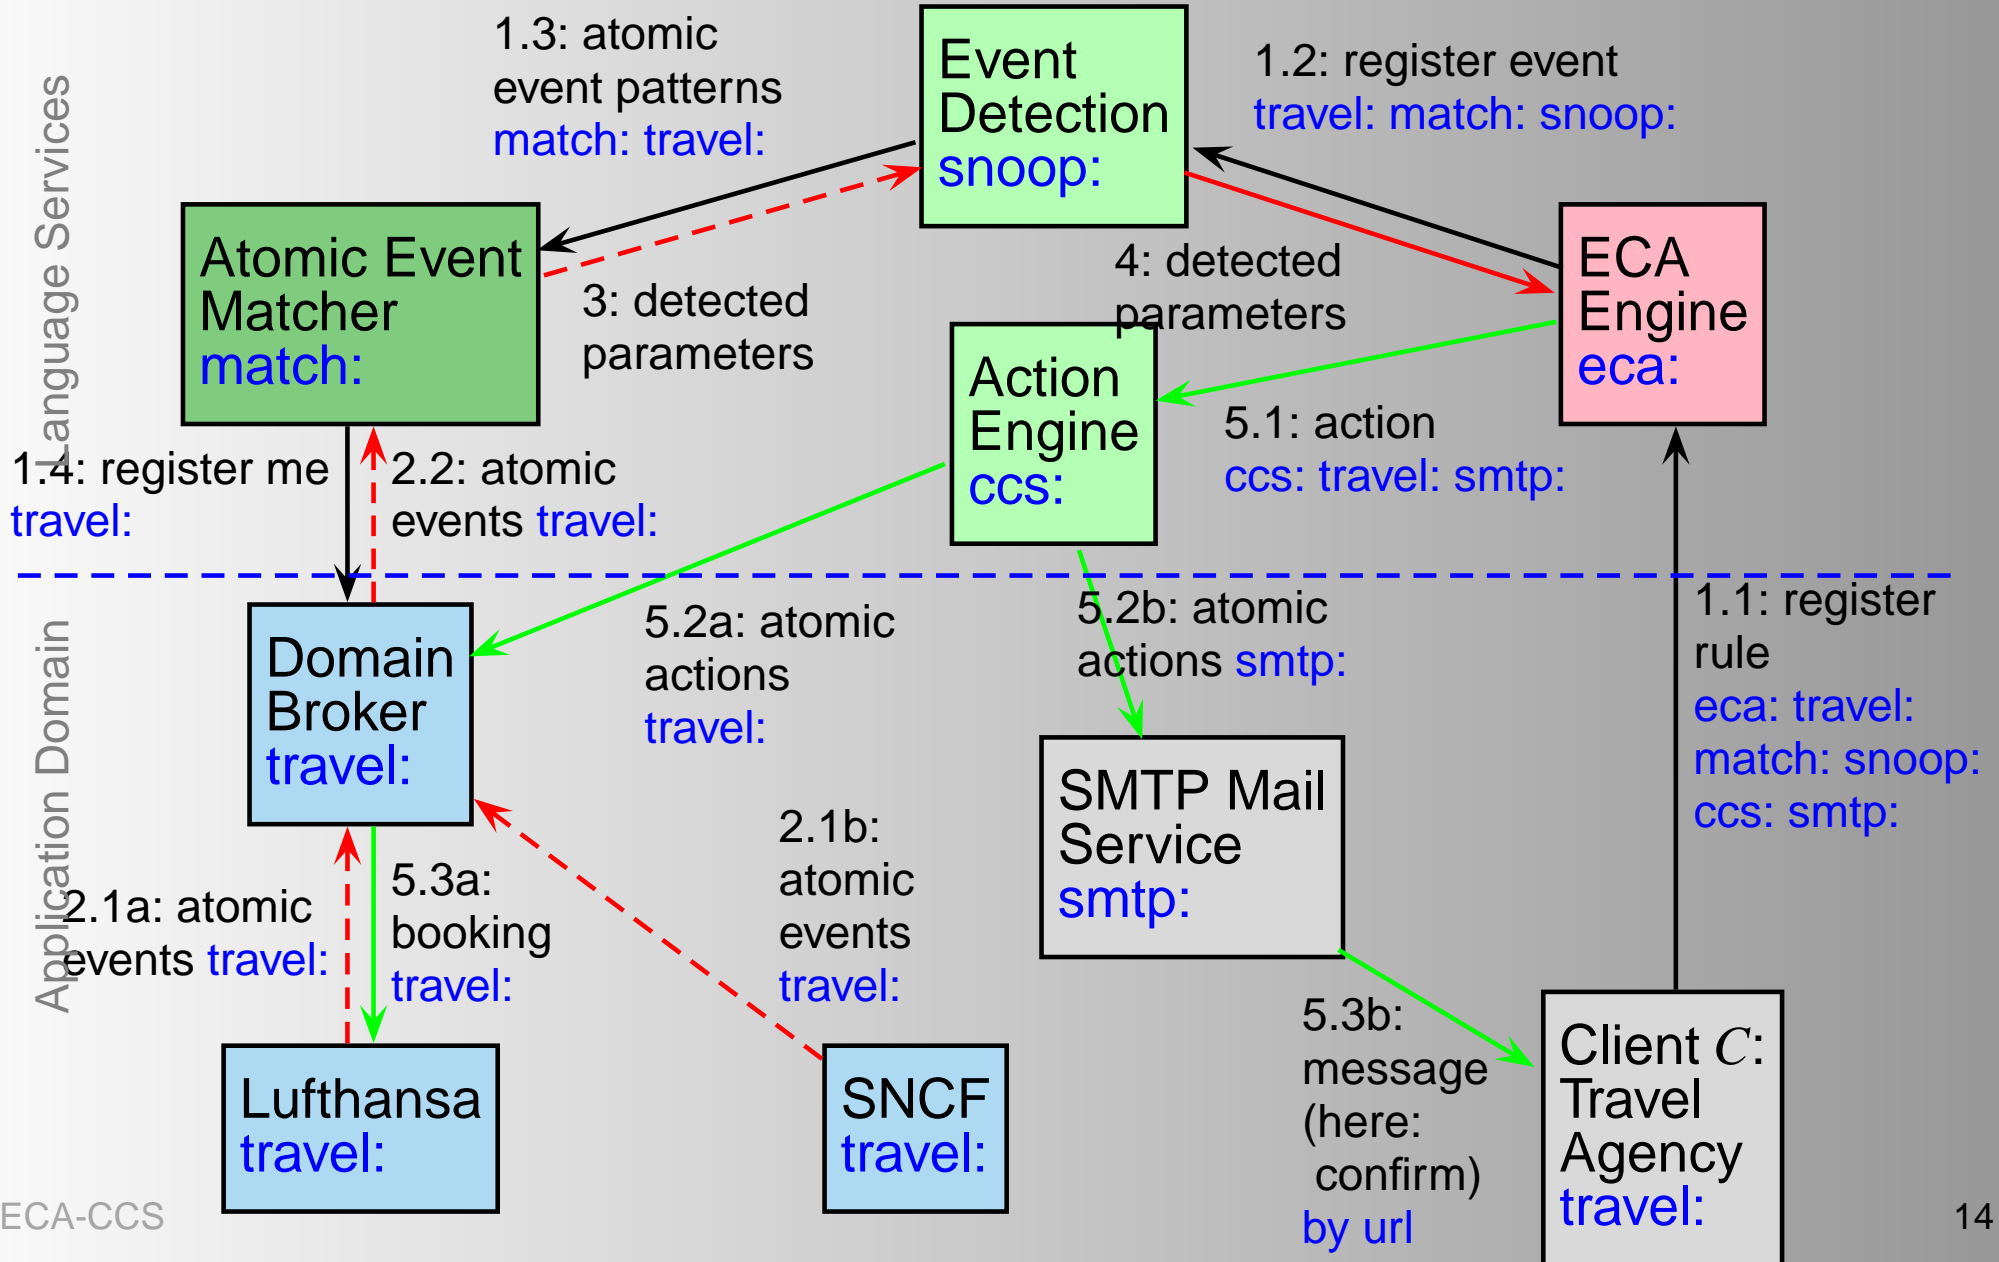 1.3: atomic
event patterns
match: travel:
Event
Detection
snoop:
1.2: register event
travel: match: snoop:
Language Services
Atomic Event
Matcher
match:
3: detected
parameters
4: detected
parameters
ECA
Engine
eca:
Action
Engine
ccs:
5.1: action
ccs: travel: smtp:
1.4: register me
travel:
2.2: atomic
events travel:
Application Domain
Domain
Broker
travel:
5.2a: atomic
actions
travel:
5.2b: atomic
actions smtp:
1.1: register
rule
eca: travel:
match: snoop:
ccs: smtp:
SMTP Mail
Service
smtp:
2.1a: atomic
events travel:
5.3a:
booking
travel:
2.1b:
atomic
events
travel:
Lufthansa
travel:
SNCF
travel:
5.3b:
message
(here:
confirm)
by url
Client C:
Travel
Agency
travel:
ECA-CCS
14